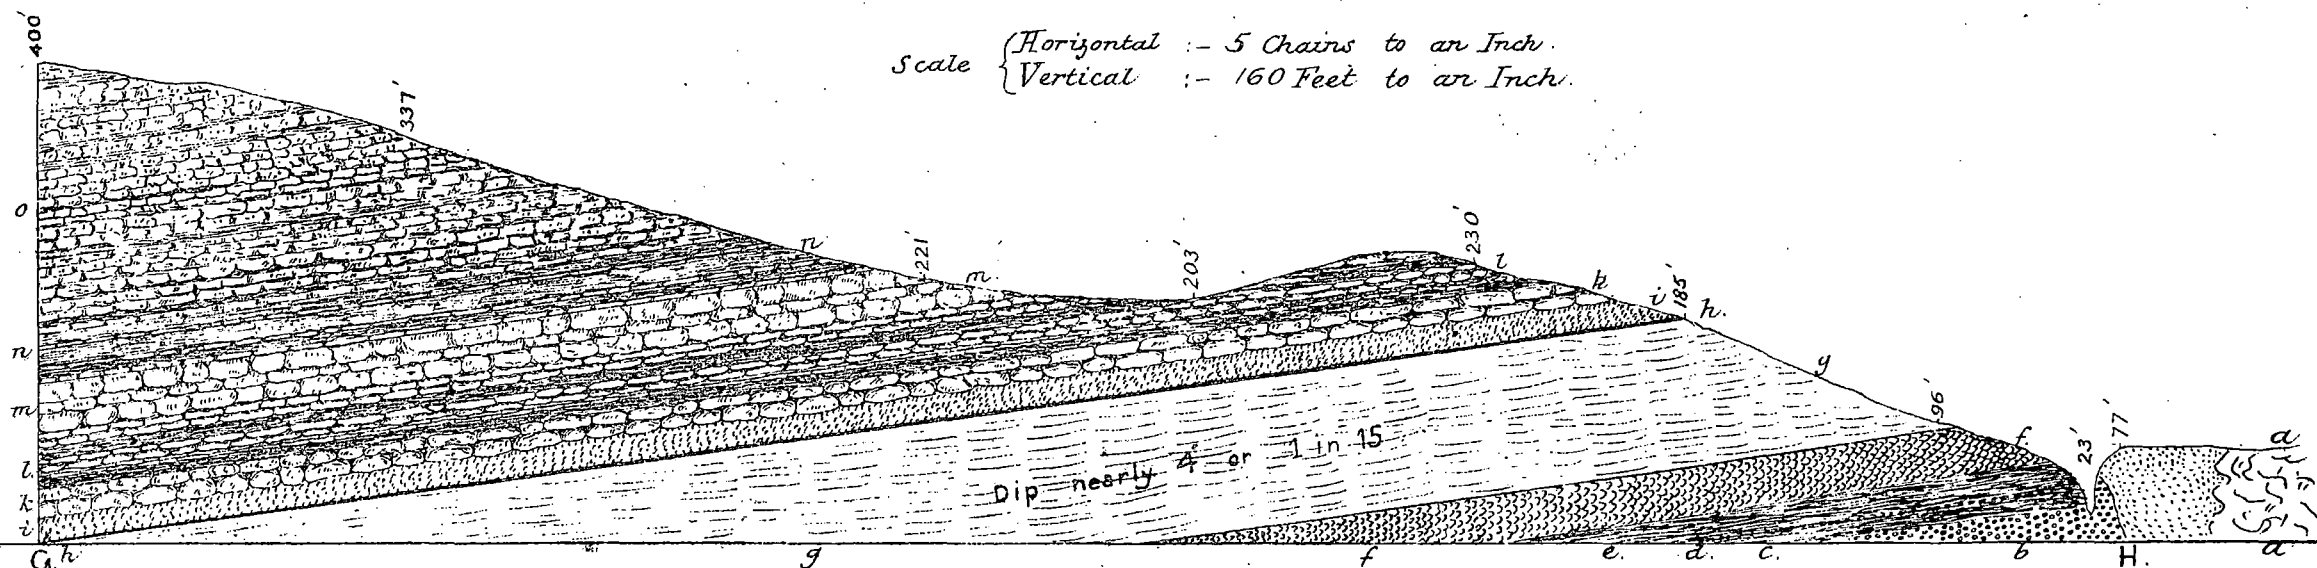 Scale { Horizontal :- 5 Chains to an Inch.
Vertical :- 160 Feet to an Inch.
400'
337'
o
n
221'
m.
203'
230'
l
k
i
185'
h.
n
g
96'
m
f
23'
77'
a
Dip nearly 4° or 1 in 15
l.
k
i
G.
h.
g
f
e.
d.
c.
b
H.
a